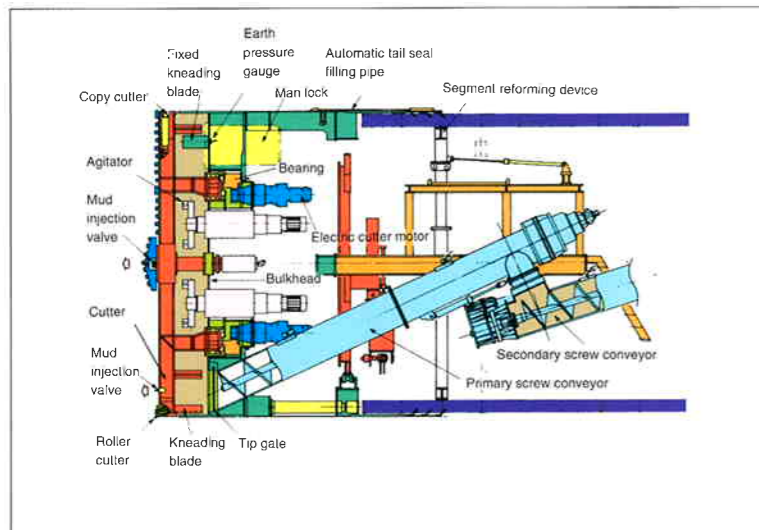 Fixed
kneading
blade
Earth
pressure
gauge
Man lock
Automatic tail seal
filling pipe
Segment reforming device
Copy cutler
Agitator
Bearing
Mud
injection
valve
Electric cutter motor
Bulkhead
Cutter
Mud
injection
valve
Secondary screw conveyor
Primary screw conveyor
Roller
cutter
Kneading
blade
Tip gate